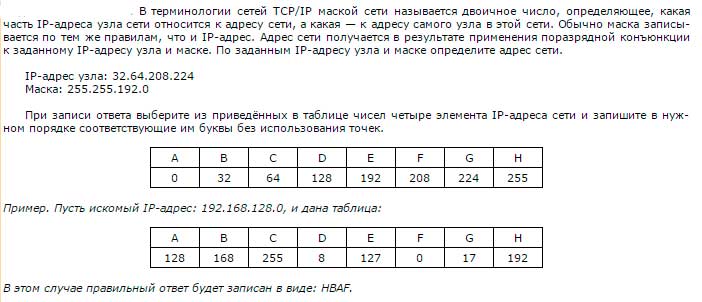 . В терминологии сетей TCP/IP маской сети называется двоичное число, определяющее, какая
часть IP-адреса узла сети относится к адресу сети, а какая — к адресу самого узла в этой сети. Обычно маска записы-
вается по тем же правилам, что и IP-адрес. Адрес сети получается в результате применения поразрядной конъюнкции
к заданному IP-адресу узла и маске. По заданным IP-адресу узла и маске определите адрес сети.
IP-адрес узла: 32.64.208.224
Маска: 255.255.192.0
При записи ответа выберите из приведённых в таблице чисел четыре элемента IP-адреса сети и запишите в нуж-
ном порядке соответствующие им буквы без использования точек.
A B C D E F G H
0 32 64 128 192 208 224 255
Пример. Пусть искомый IP-адрес: 192.168.128.0, и дана таблица:
A B C D E F G H
128 168 255 8 127 0 17 192
В этом случае правильный ответ будет записан в виде: HBAF.